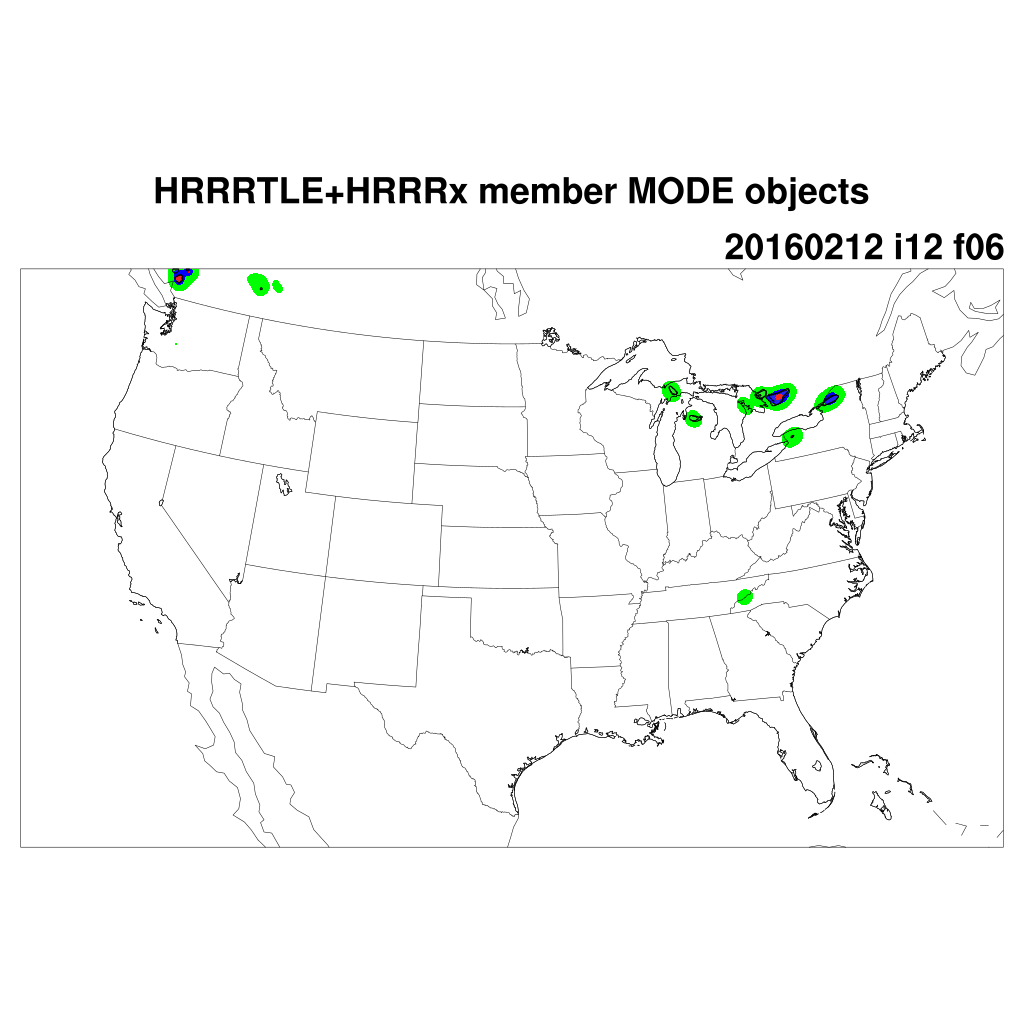 HRRRTLE+HRRRx member MODE objects
20160212 i12 f06